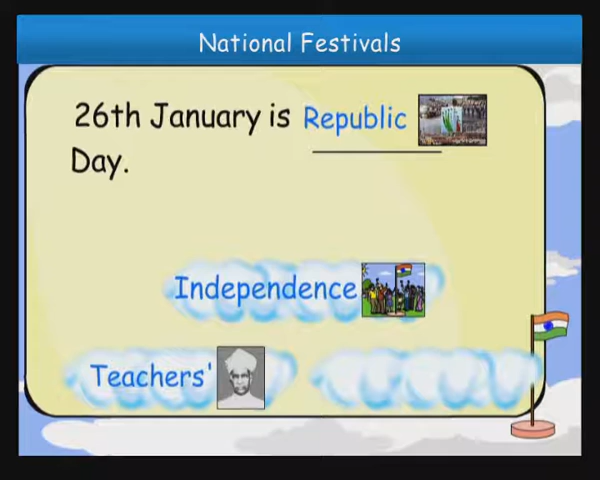 National Festivals
26th January is Republic
Day.
Independence
Teachers'